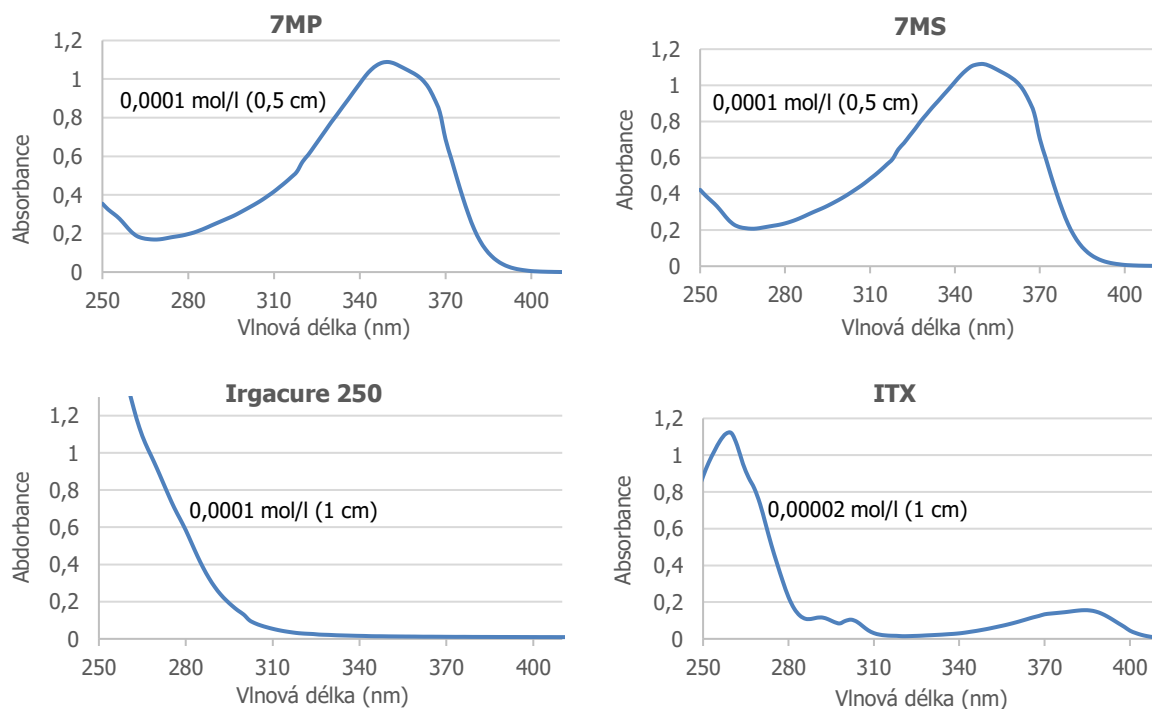 7MP
1,2
1
0,8
0,6
0,4
0,2
0
0,0001 mol/l (0,5 cm)
Absorbance
250 280 310 340 370 400
Vlnová délka (nm)
7MS
1,2
1
0,8
0,6
0,4
0,2
0
0,0001 mol/l (0,5 cm)
Aborbance
250 280 310 340 370 400
Vlnová délka (nm)
Irgacure 250
1,2
1
0,8
0,6
0,4
0,2
0
0,0001 mol/l (1 cm)
Abdorbance
250 280 310 340 370 400
Vlnová délka (nm)
ITX
1,2
1
0,8
0,6
0,4
0,2
0
0,00002 mol/l (1 cm)
Absorbance
250 280 310 340 370 400
Vlnová délka (nm)